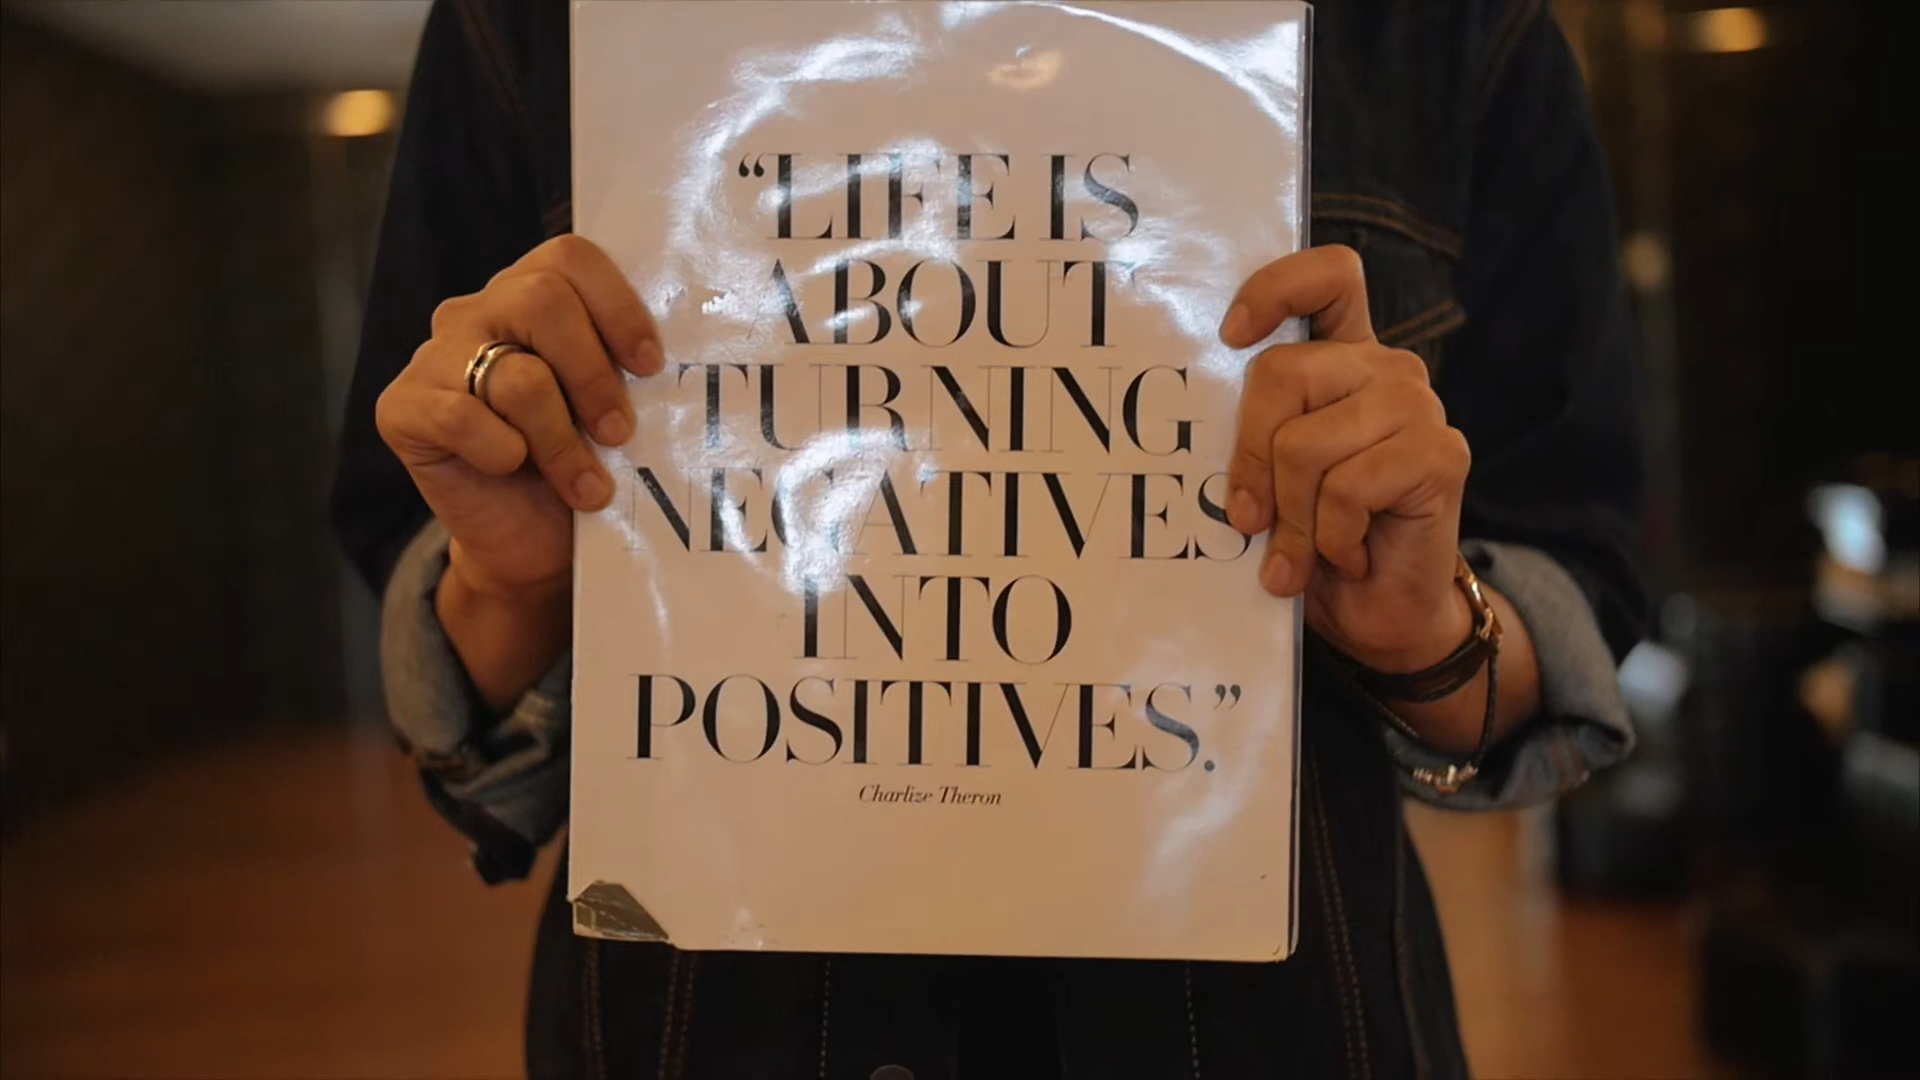 “LIFE IS
ABOUT
TURNING
NEGATIVES
INTO
POSITIVES.”
Charlize Theron